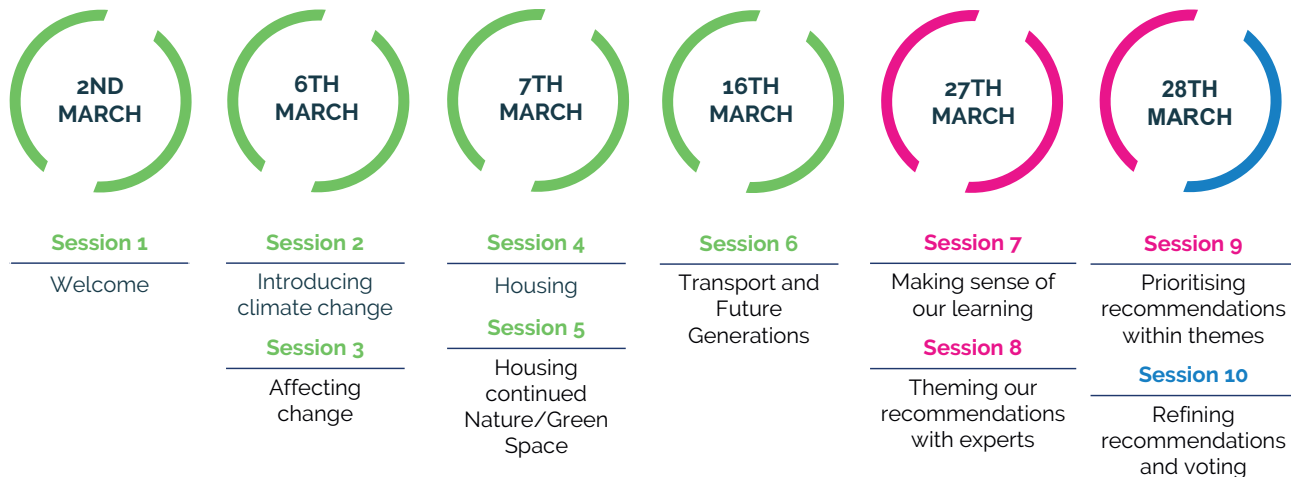 2ND
MARCH
Session 1
Welcome
6TH
MARCH
Session 2
Introducing
climate change
Session 3
Affecting
change
7TH
MARCH
Session 4
Housing
Session 5
Housing
continued
Nature/Green
Space
16TH
MARCH
Session 6
Transport and
Future
Generations
27TH
MARCH
Session 7
Making sense of
our learning
Session 8
Theming our
recommendations
with experts
28TH
MARCH
Session 9
Prioritising
recommendations
within themes
Session 10
Refining
recommendations
and voting